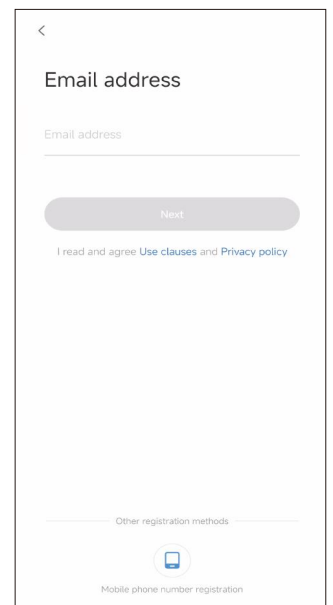 Email address
Email address
Next
I read and agree Use clauses and Privacy policy
Other registration methods
Mobile phone number registration